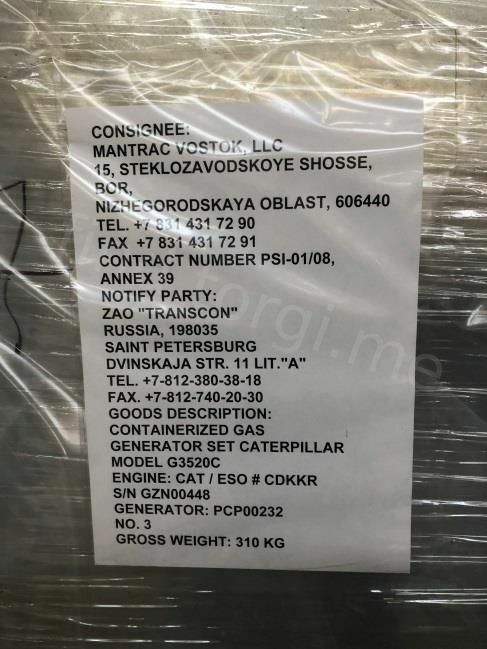 CONSIGNEE:
MANTRAC VOSTOK, LLC
15, STEKLOZAVODSKOYE SHOSSE,
BOR,
NIZHEGORODSKAYA OBLAST, 606440
TEL. +7 831 431 72 90
FAX +7 831 431 72 91
CONTRACT NUMBER PSI-01/08,
ANNEX 39
NOTIFY PARTY:
ZAO "TRANSCON"
RUSSIA, 198035
SAINT PETERSBURG
DVINSKAJA STR. 11 LIT."A"
TEL. +7-812-380-38-18
FAX. +7-812-740-20-30
GOODS DESCRIPTION:
CONTAINERIZED GAS
GENERATOR SET CATERPILLAR
MODEL G3520C
ENGINE: CAT / ESO # CDKKR
S/N GZN00448
GENERATOR: PCP00232
NO. 3
GROSS WEIGHT: 310 KG